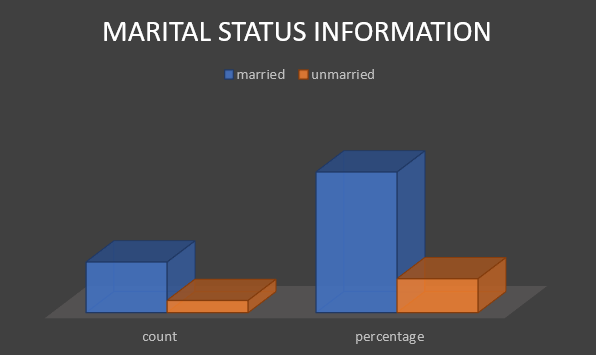 MARITAL STATUS INFORMATION
married unmarried
count percentage